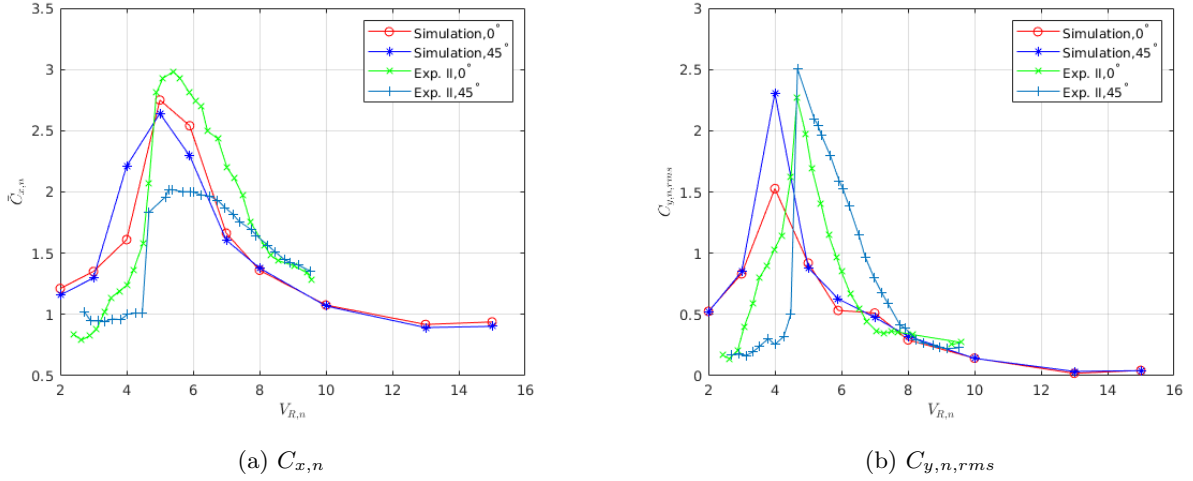 3.5
3
2.5
2
1.5
1
0.5
2 4 6 8 10 12 14 16
C̄x,n
VR,n
Simulation,0°
Simulation,45°
Exp. II,0°
Exp. II,45°
(a) Cx,n
3
2.5
2
1.5
1
0.5
0
2 4 6 8 10 12 14 16
Cy,n,rms
VR,n
Simulation,0°
Simulation,45°
Exp. II,0°
Exp. II,45°
(b) Cy,n,rms